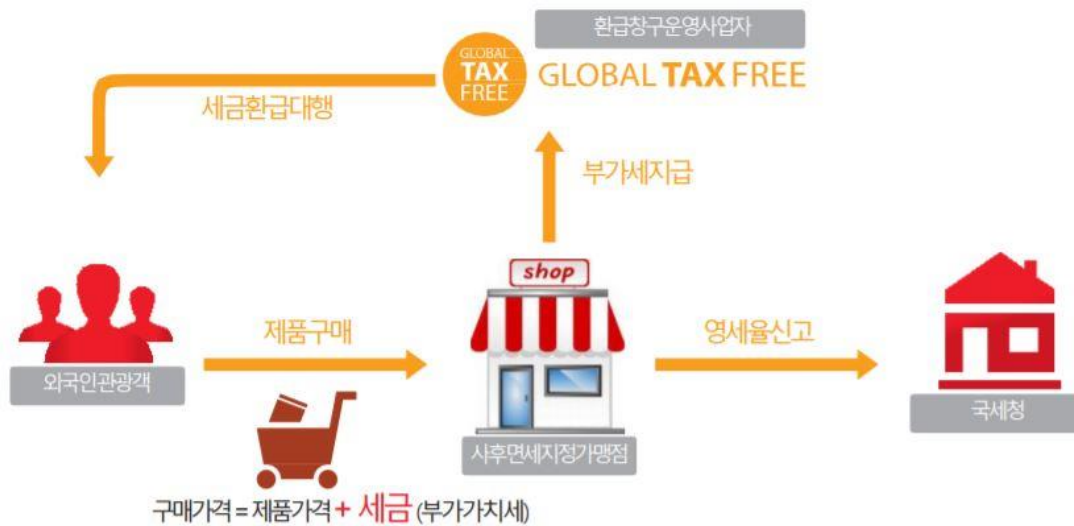 환급창구운영사업자
GLOBAL
TAX
FREE
GLOBAL TAX FREE
세금환급대행
부가세지급
shop
제품구매
영세율신고
외국인관광객
사후면세지정가맹점
국세청
구매가격 = 제품가격 + 세금 (부가가치세)